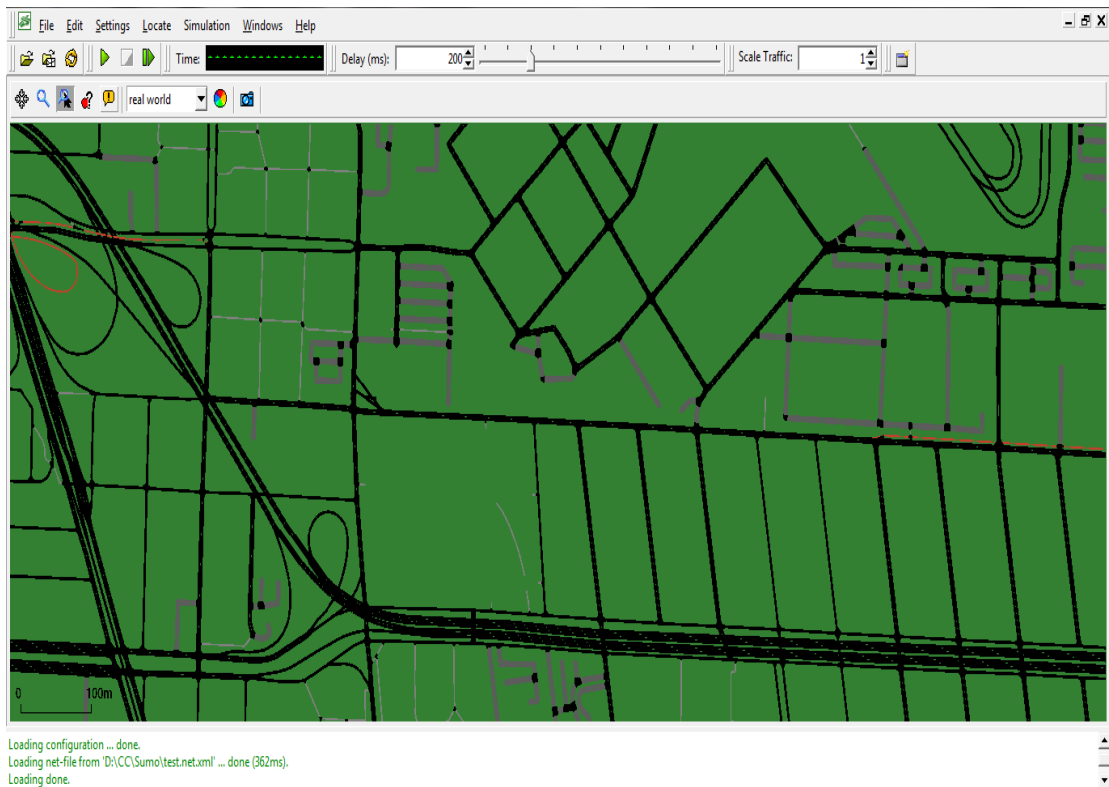 File Edit Settings Locate Simulation Windows Help
Time: Delay (ms): 200 Scale Traffic: 1
real world
0 100m
Loading configuration ... done.
Loading net-file from 'D:\CC\Sumo\test.net.xml' ... done (362ms).
Loading done.